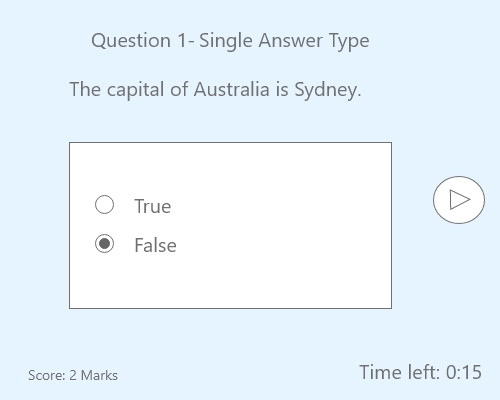 Question 1- Single Answer Type
The capital of Australia is Sydney.
True
False
Score: 2 Marks
Time left: 0:15